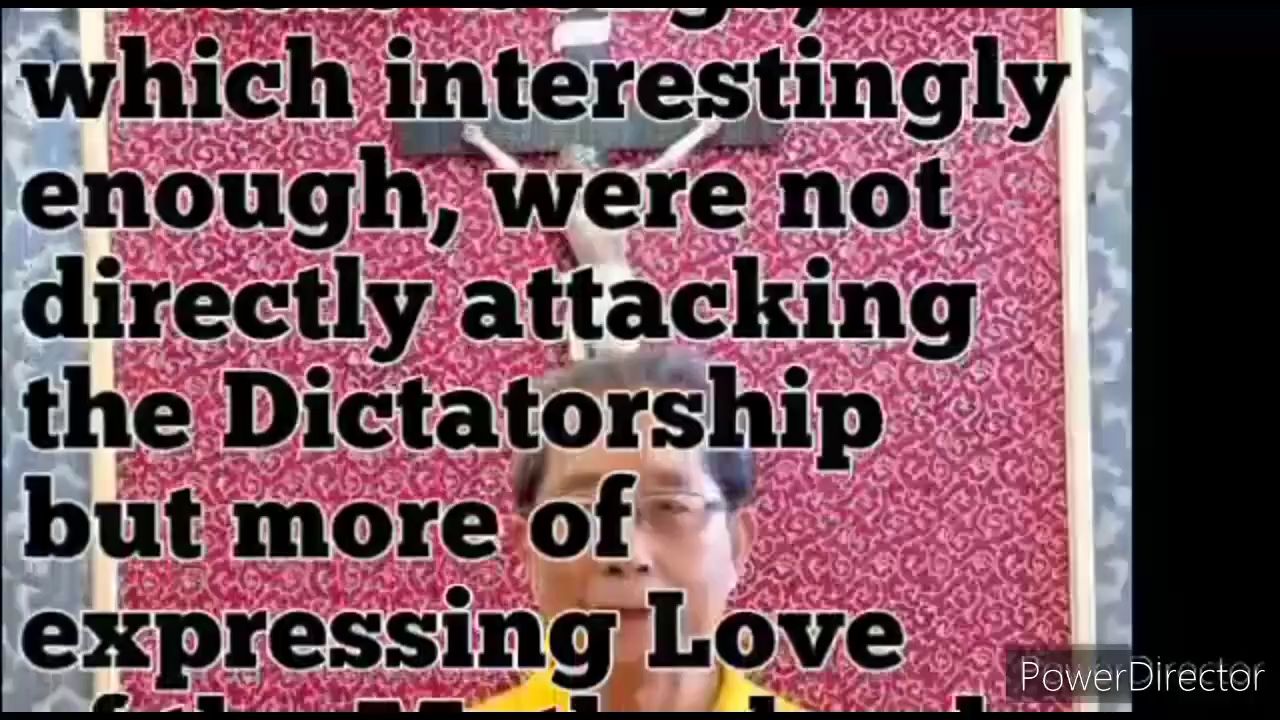 which interestingly
enough, were not
directly attacking
the Dictatorship
but more of
expressing Love
PowerDirector